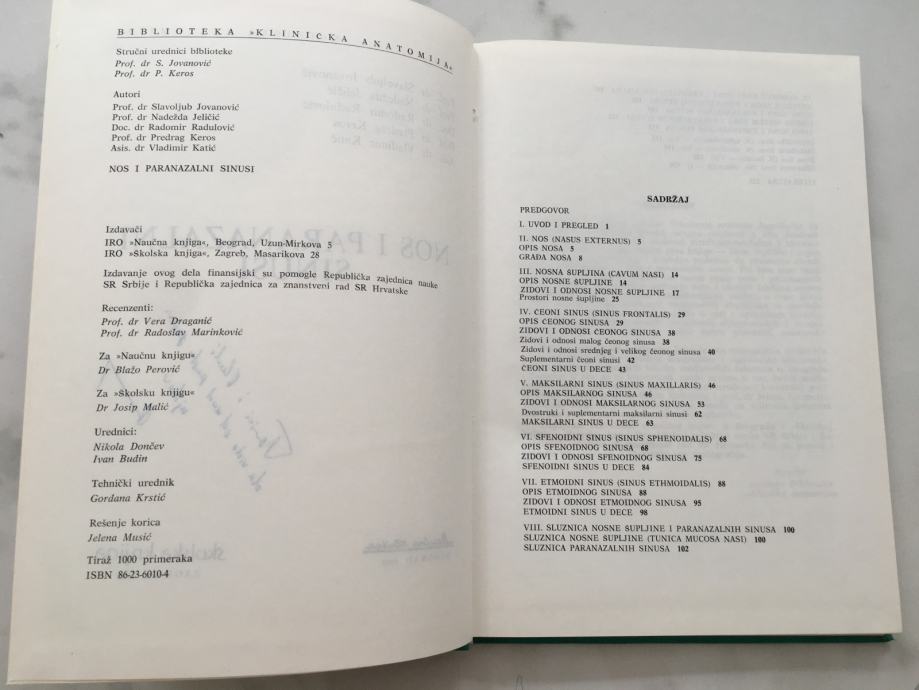 BIBLIOTEKA »KLINICKA ANATOMIJA«
Stručni urednici biblioteke
Prof. dr S. Jovanović
Prof. dr P. Keros
Autori
Prof. dr Slavoljub Jovanović
Prof. dr Nadežda Jeličić
Doc. dr Radomir Radulović
Prof. dr Predrag Keros
Asis. dr Vladimir Katić
NOS I PARANAZALNI SINUSI
Izdavači
IRO »Naučna knjiga«, Beograd, Uzun-Mirkova 5
IRO »Skolska knjiga«, Zagreb, Masarikova 28
Izdavanje ovog dela finansijski su pomogle Republička zajednica nauke
SR Srbije i Republička zajednica za znanstveni rad SR Hrvatske
Recenzenti:
Prof. dr Vera Draganić
Prof. dr Radoslav Marinković
Za »Naučnu knjigu«
Dr Blažo Perović
Za »Skolsku knjigu«
Dr Josip Malić
Urednici:
Nikola Dončev
Ivan Budin
Tehnički urednik
Gordana Krstić
Rešenje korica
Jelena Musić
Tiraž 1000 primeraka
ISBN 86-23-6010-4
SADRŽAJ
PREDGOVOR
I. UVOD I PREGLED 1
II. NOS (NASUS EXTERNUS) 5
OPIS NOSA 5
GRAĐA NOSA 8
III. NOSNA ŠUPLJINA (CAVUM NASI) 14
OPIS NOSNE ŠUPLJINE 14
ZIDOVI I ODNOSI NOSNE ŠUPLJINE 17
Prostori nosne šupljine 25
IV. ČEONI SINUS (SINUS FRONTALIS) 29
OPIS ČEONOG SINUSA 29
ZIDOVI I ODNOSI ČEONOG SINUSA 38
Zidovi i odnosi malog čeonog sinusa 38
Zidovi i odnosi srednjeg i velikog čeonog sinusa 40
Suplementarni čeoni sinusi 42
ČEONI SINUS U DECE 43
V. MAKSILARNI SINUS (SINUS MAXILLARIS) 46
OPIS MAKSILARNOG SINUSA 46
ZIDOVI I ODNOSI MAKSILARNOG SINUSA 53
Dvostruki i suplementarni maksilarni sinusi 62
MAKSILARNI SINUS U DECE 63
VI. SFENOIDNI SINUS (SINUS SPHENOIDALIS) 68
OPIS SFENOIDNOG SINUSA 68
ZIDOVI I ODNOSI SFENOIDNOG SINUSA 75
SFENOIDNI SINUS U DECE 84
VII. ETMOIDNI SINUS (SINUS ETHMOIDALIS) 88
OPIS ETMOIDNOG SINUSA 88
ZIDOVI I ODNOSI ETMOIDNOG SINUSA 95
ETMOIDNI SINUS U DECE 98
VIII. SLUZNICA NOSNE SUPLJINE I PARANAZALNIH SINUSA 100
SLUZNICA NOSNE SUPLJINE (TUNICA MUCOSA NASI) 100
SLUZNICA PARANAZALNIH SINUSA 102